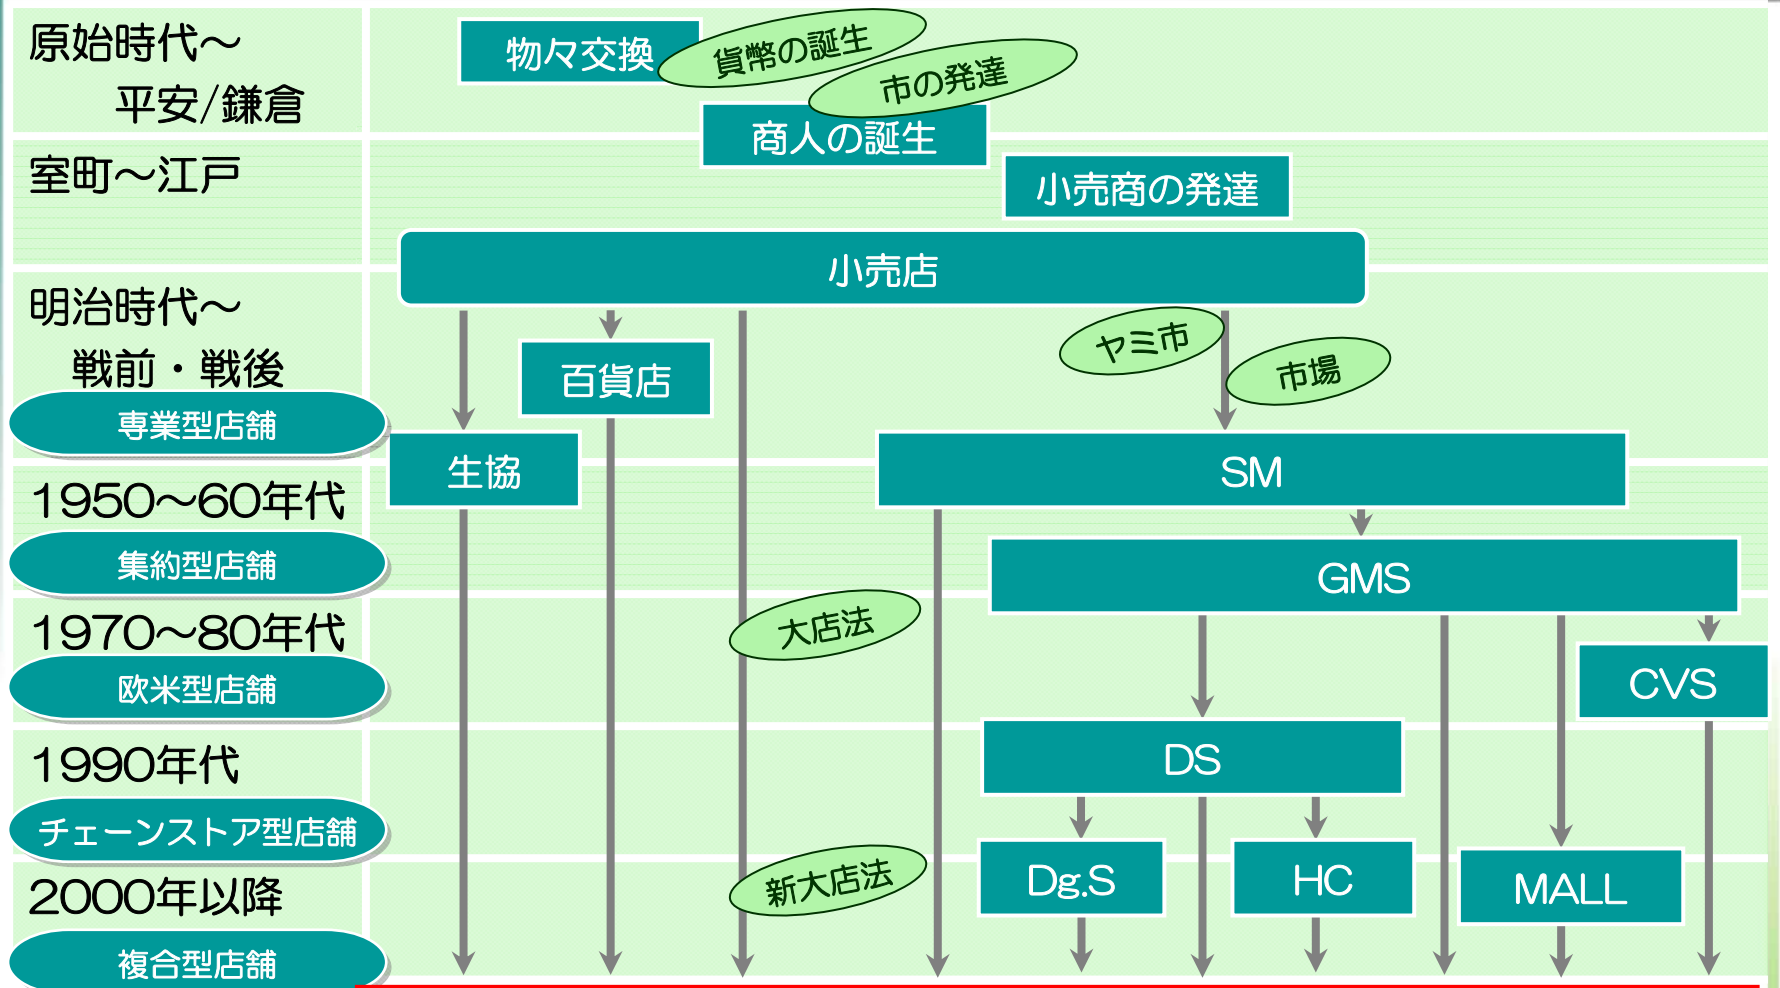 原始時代～
平安/鎌倉
物々交換
貨幣の誕生
市の発達
商人の誕生
室町～江戸
小売商の発達
小売店
明治時代～
戦前・戦後
専業型店舗
百貨店
ヤミ市
市場
生協
SM
1950～60年代
集約型店舗
GMS
1970～80年代
欧米型店舗
大店法
CVS
1990年代
チェーンストア型店舗
DS
2000年以降
複合型店舗
新大店法
Dg.S
HC
MALL